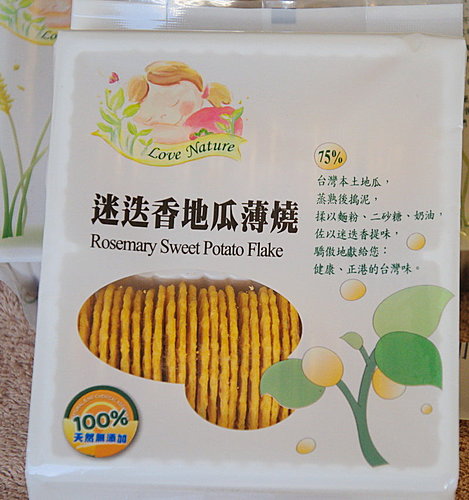 Love Nature
75%
台灣本土地瓜，
蒸熟後搗泥，
揉以麵粉、二砂糖、奶油，
佐以迷迭香提味，
驕傲地獻給您：
健康、正港的台灣味。
迷迭香地瓜薄燒
Rosemary Sweet Potato Flake
100%
天然無添加